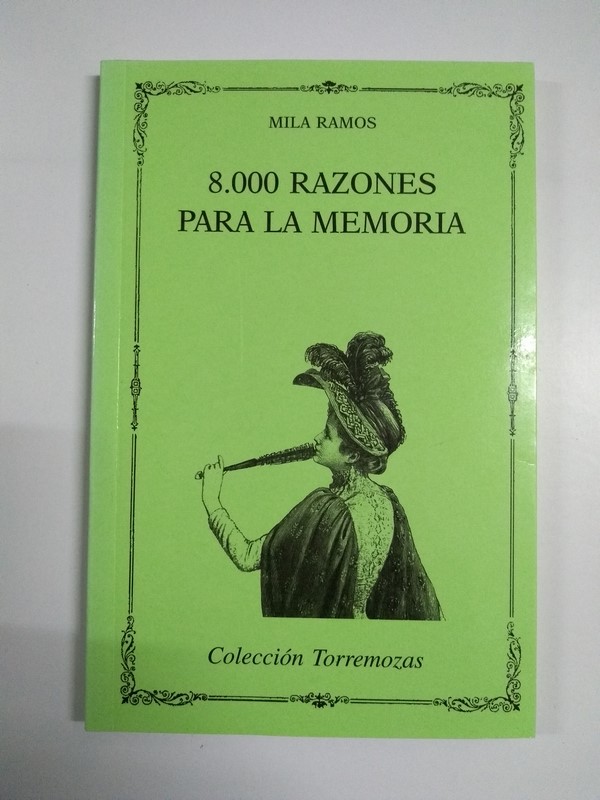 MILA RAMOS
8.000 RAZONES
PARA LA MEMORIA
Colección Torremozas